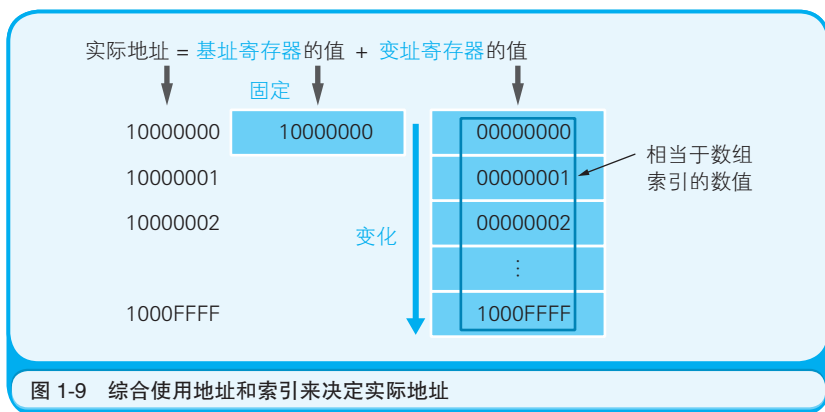 实际地址 = 基址寄存器的值 + 变址寄存器的值
固定
10000000 10000000 00000000
相当于数组
索引的数值
10000001 00000001
10000002 00000002
变化
⋮
1000FFFF 1000FFFF
图 1-9 综合使用地址和索引来决定实际地址